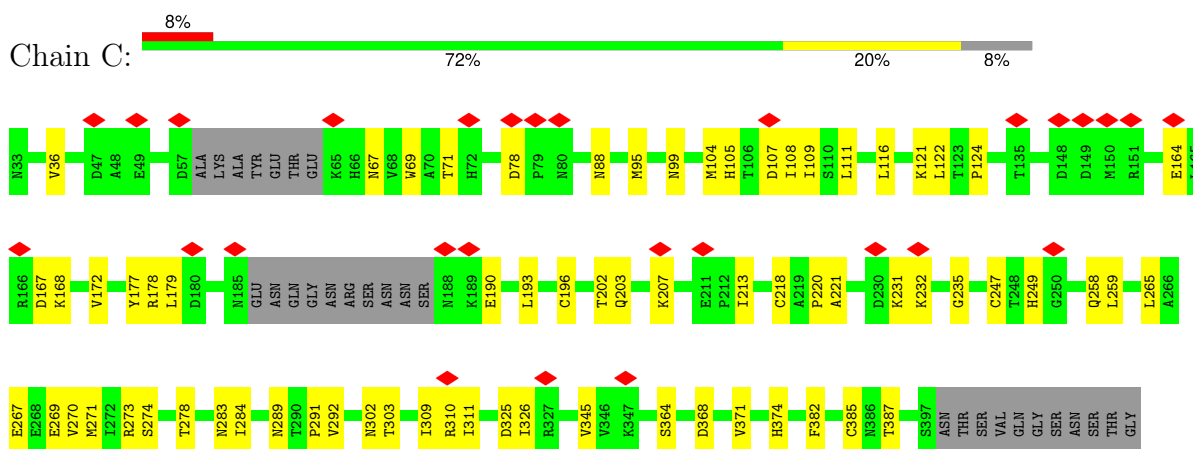 8%
Chain C:
72% 20% 8%
N33 V36 D47 A48 E49 D57 ALA LYS ALA TYR GLU THR GLU K65 H66 N67 V68 W69 A70 T71 H72 D78 P79 N80 N88 M95 N99 M104 H105 T106 D107 I108 I109 S110 L111 L116 K121 L122 T123 P124 T135 D148 D149 M150 R151 E164
R166 D167 K168 V172 Y177 R178 L179 D180 N185 GLU ASN GLN GLY ASN ARG SER ASN ASN SER N188 K189 E190 L193 C196 T202 Q203 K207 E211 P212 I213 C218 A219 P220 A221 D230 K231 K232 G235 C247 T248 H249 G250 Q258 L259 L265 A266
E267 E268 E269 V270 M271 I272 R273 S274 T278 N283 I284 N289 T290 P291 V292 N302 T303 I309 R310 I311 D325 I326 R327 V345 V346 K347 S364 D368 V371 H374 F382 C385 N386 T387 S397 ASN THR SER VAL GLN GLY SER ASN SER THR GLY